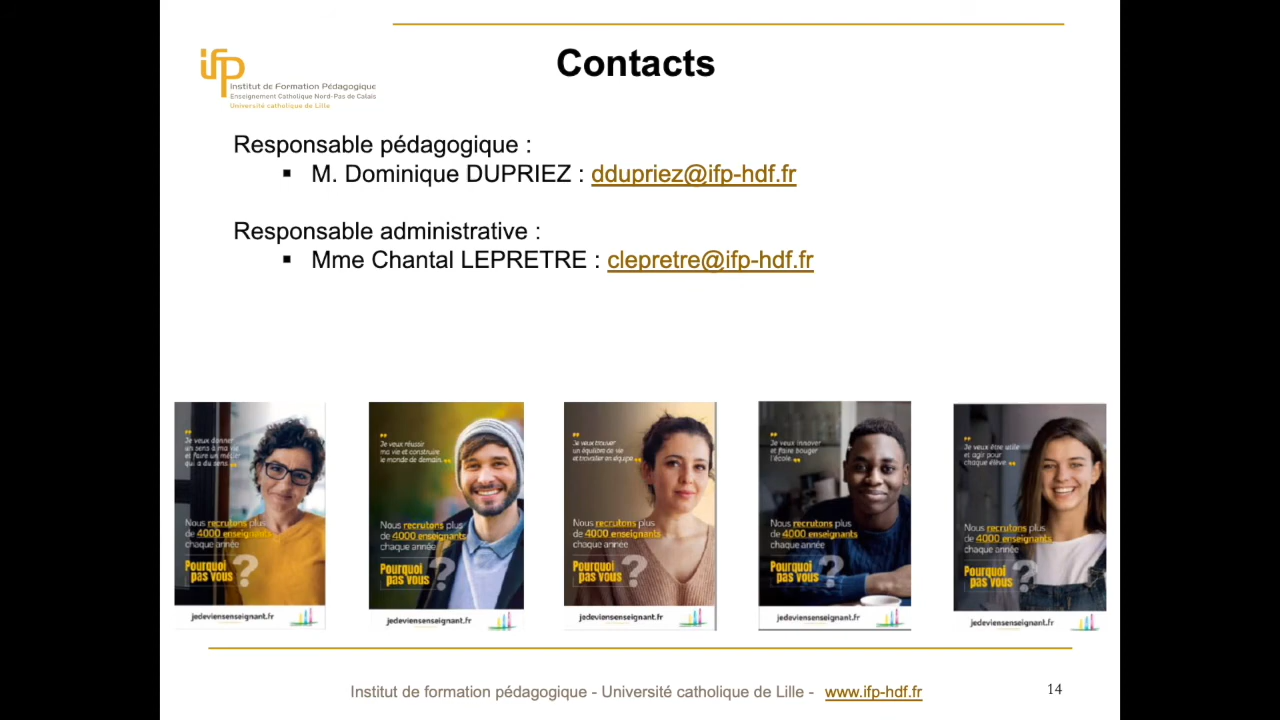 ifp
Institut de Formation Pédagogique
Enseignement Catholique Nord-Pas de Calais
Université catholique de Lille
Contacts
Responsable pédagogique :
▪ M. Dominique DUPRIEZ : ddupriez@ifp-hdf.fr
Responsable administrative :
▪ Mme Chantal LEPRETRE : clepretre@ifp-hdf.fr
Je veux donner
un sens à ma vie
et faire un métier
qui a du sens.
Nous recrutons plus
de 4000 enseignants
chaque année
Pourquoi
pas vous ?
jedeviensenseignant.fr
Je veux réussir
ma vie et construire
le monde de demain.
Nous recrutons plus
de 4000 enseignants
chaque année
Pourquoi
pas vous ?
jedeviensenseignant.fr
Je veux trouver
un équilibre de vie
et travailler en équipe.
Nous recrutons plus
de 4000 enseignants
chaque année
Pourquoi
pas vous ?
jedeviensenseignant.fr
Je veux innover
et faire bouger
l'école.
Nous recrutons plus
de 4000 enseignants
chaque année
Pourquoi
pas vous ?
jedeviensenseignant.fr
Je veux être utile
et agir pour
chaque élève.
Nous recrutons plus
de 4000 enseignants
chaque année
Pourquoi
pas vous ?
jedeviensenseignant.fr
Institut de formation pédagogique - Université catholique de Lille - www.ifp-hdf.fr
14